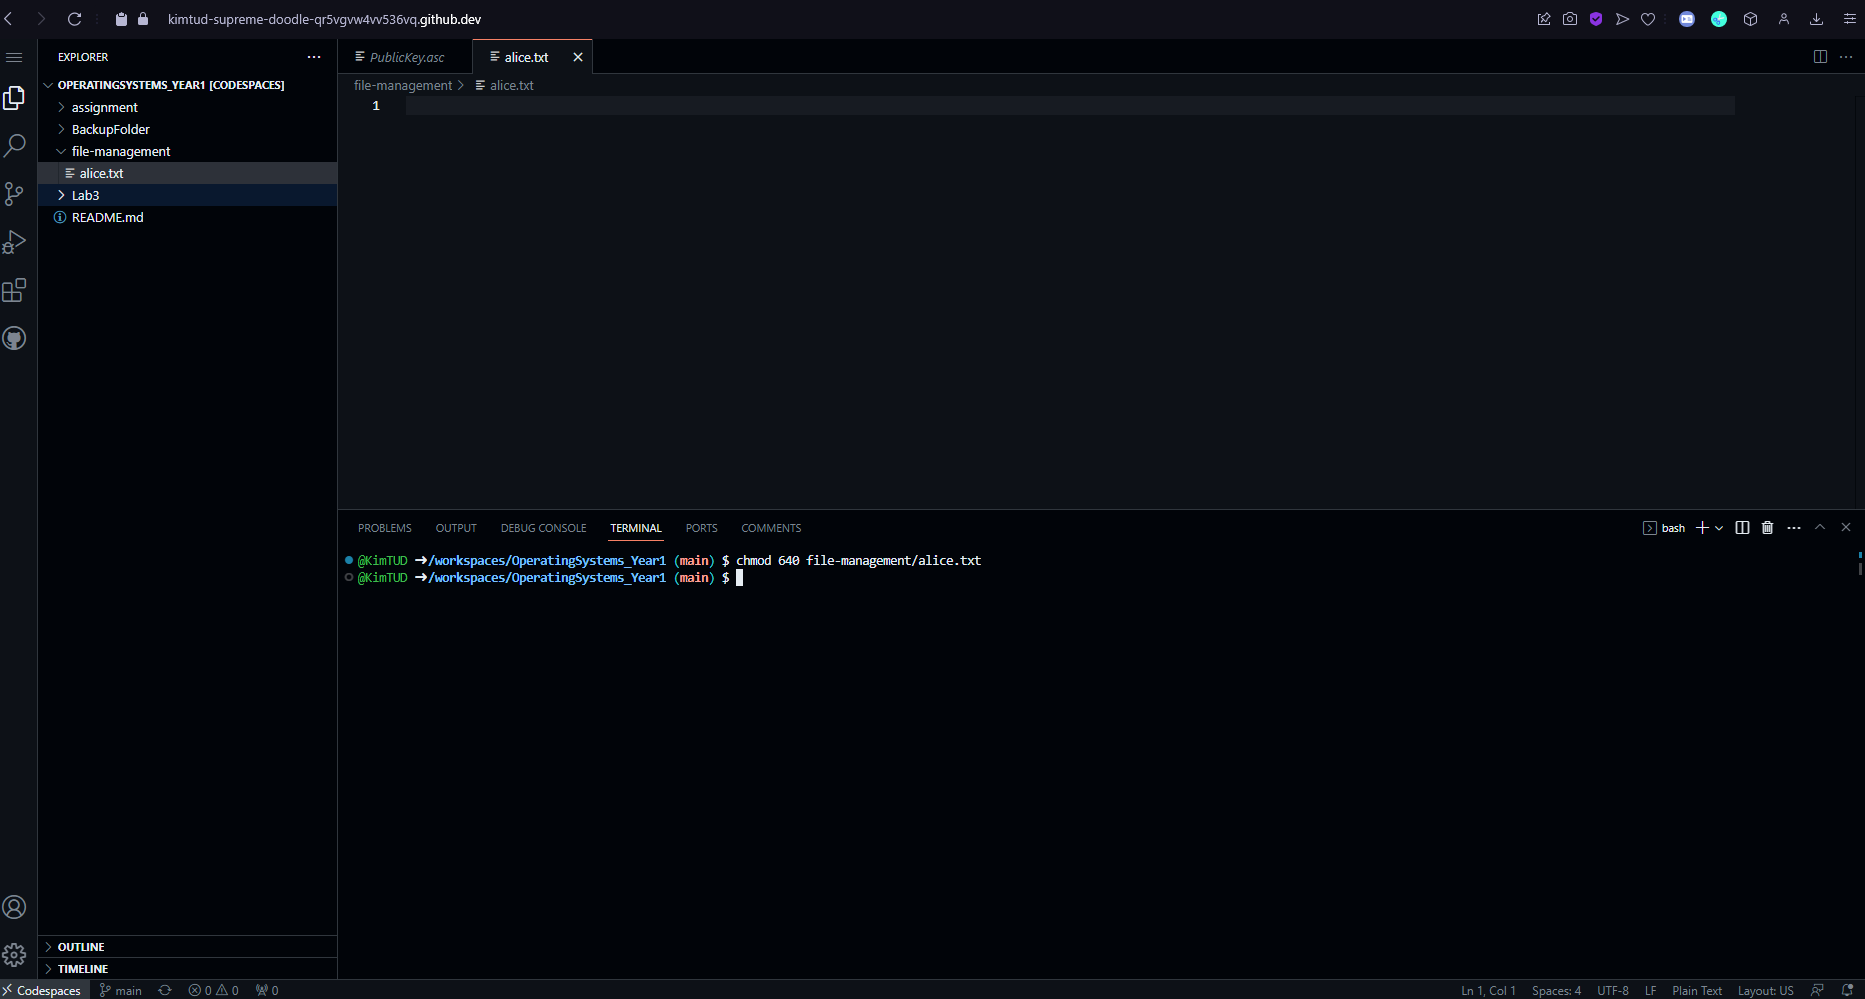 kimtud-supreme-doodle-qr5vgvw4vv536vq.github.dev
EXPLORER
OPERATINGSYSTEMS_YEAR1 [CODESPACES]
assignment
BackupFolder
file-management
alice.txt
Lab3
README.md
OUTLINE
TIMELINE
PublicKey.asc
alice.txt
file-management > alice.txt
1
PROBLEMS OUTPUT DEBUG CONSOLE TERMINAL PORTS COMMENTS
bash
@KimTUD ➜/workspaces/OperatingSystems_Year1 (main) $ chmod 640 file-management/alice.txt
@KimTUD ➜/workspaces/OperatingSystems_Year1 (main) $
Codespaces main 0 0 0
Ln 1, Col 1 Spaces: 4 UTF-8 LF Plain Text Layout: US